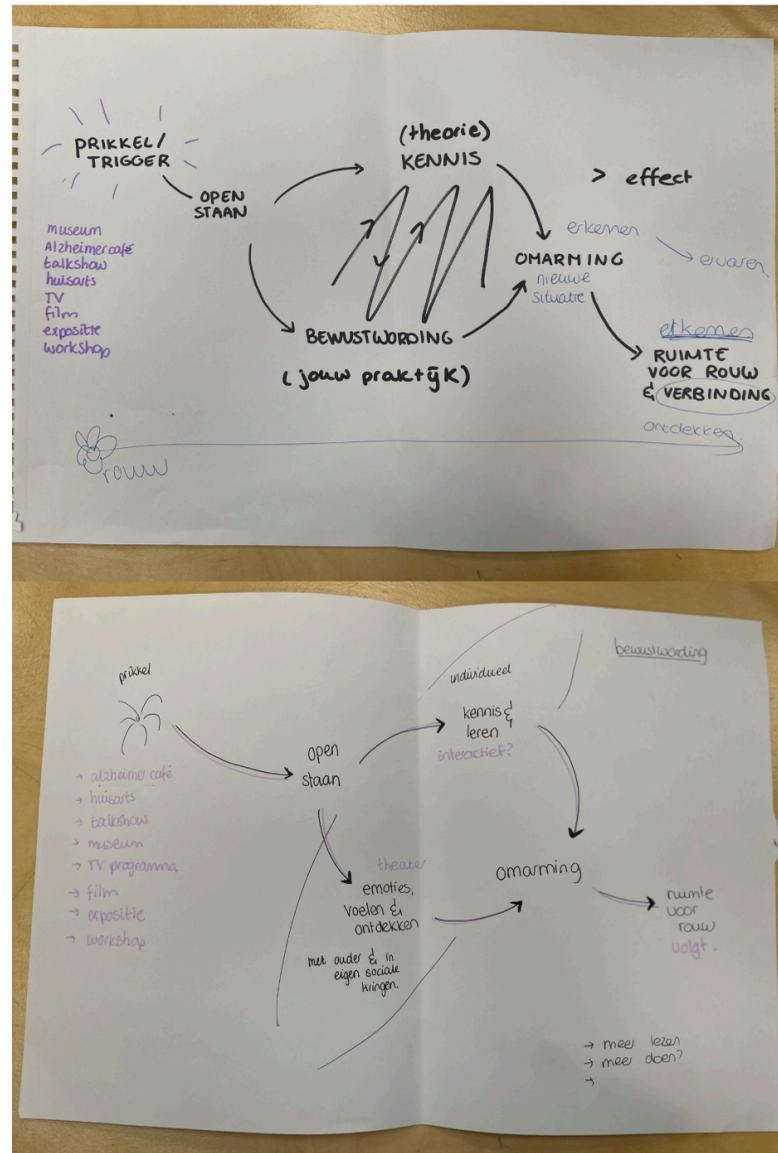 PRIKKEL/
TRIGGER
OPEN
STAAN
museum
Alzheimercafé
talkshow
huisarts
TV
film
expositie
workshop
(theorie)
KENNIS
BEWUSTWORDING
(jouw praktijk)
> effect
erkennen
ervaren
OMARMING
nieuwe
situatie
erkennen
RUIMTE
VOOR ROUW
& VERBINDING
ontdekken
rouw
prikkel
→ alzheimer café
→ huisarts
→ talkshow
→ museum
→ TV programma
→ film
→ expositie
→ workshop
open
staan
individueel
kennis &
leren
interactief?
bewustwording
theater
emoties,
voelen &
ontdekken
met ouder & in
eigen sociale
kringen.
omarming
ruimte
voor
rouw
volgt.
→ meer lezen
→ meer doen?
→